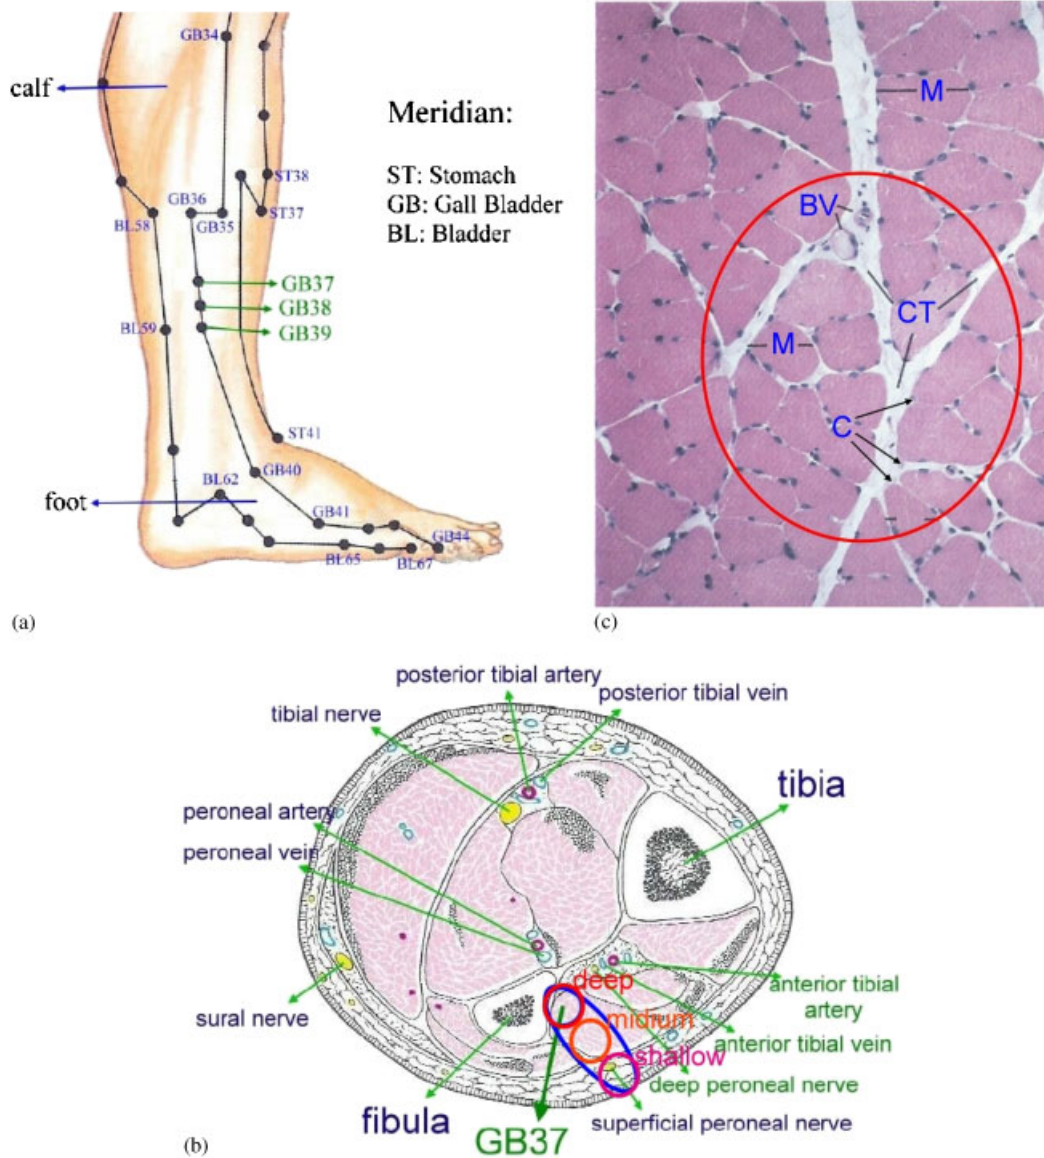 GB34
calf
Meridian:
ST: Stomach
GB: Gall Bladder
BL: Bladder
ST38
GB36
BL58
GB35
ST37
GB37
GB38
GB39
BL59
ST41
BL62
GB40
foot
GB41
GB44
BL65
BL67
(a)
M
BV
CT
M
C
(c)
posterior tibial artery
posterior tibial vein
tibial nerve
tibia
peroneal artery
peroneal vein
deep
midium
shallow
anterior tibial
artery
anterior tibial vein
sural nerve
deep peroneal nerve
fibula
superficial peroneal nerve
GB37
(b)